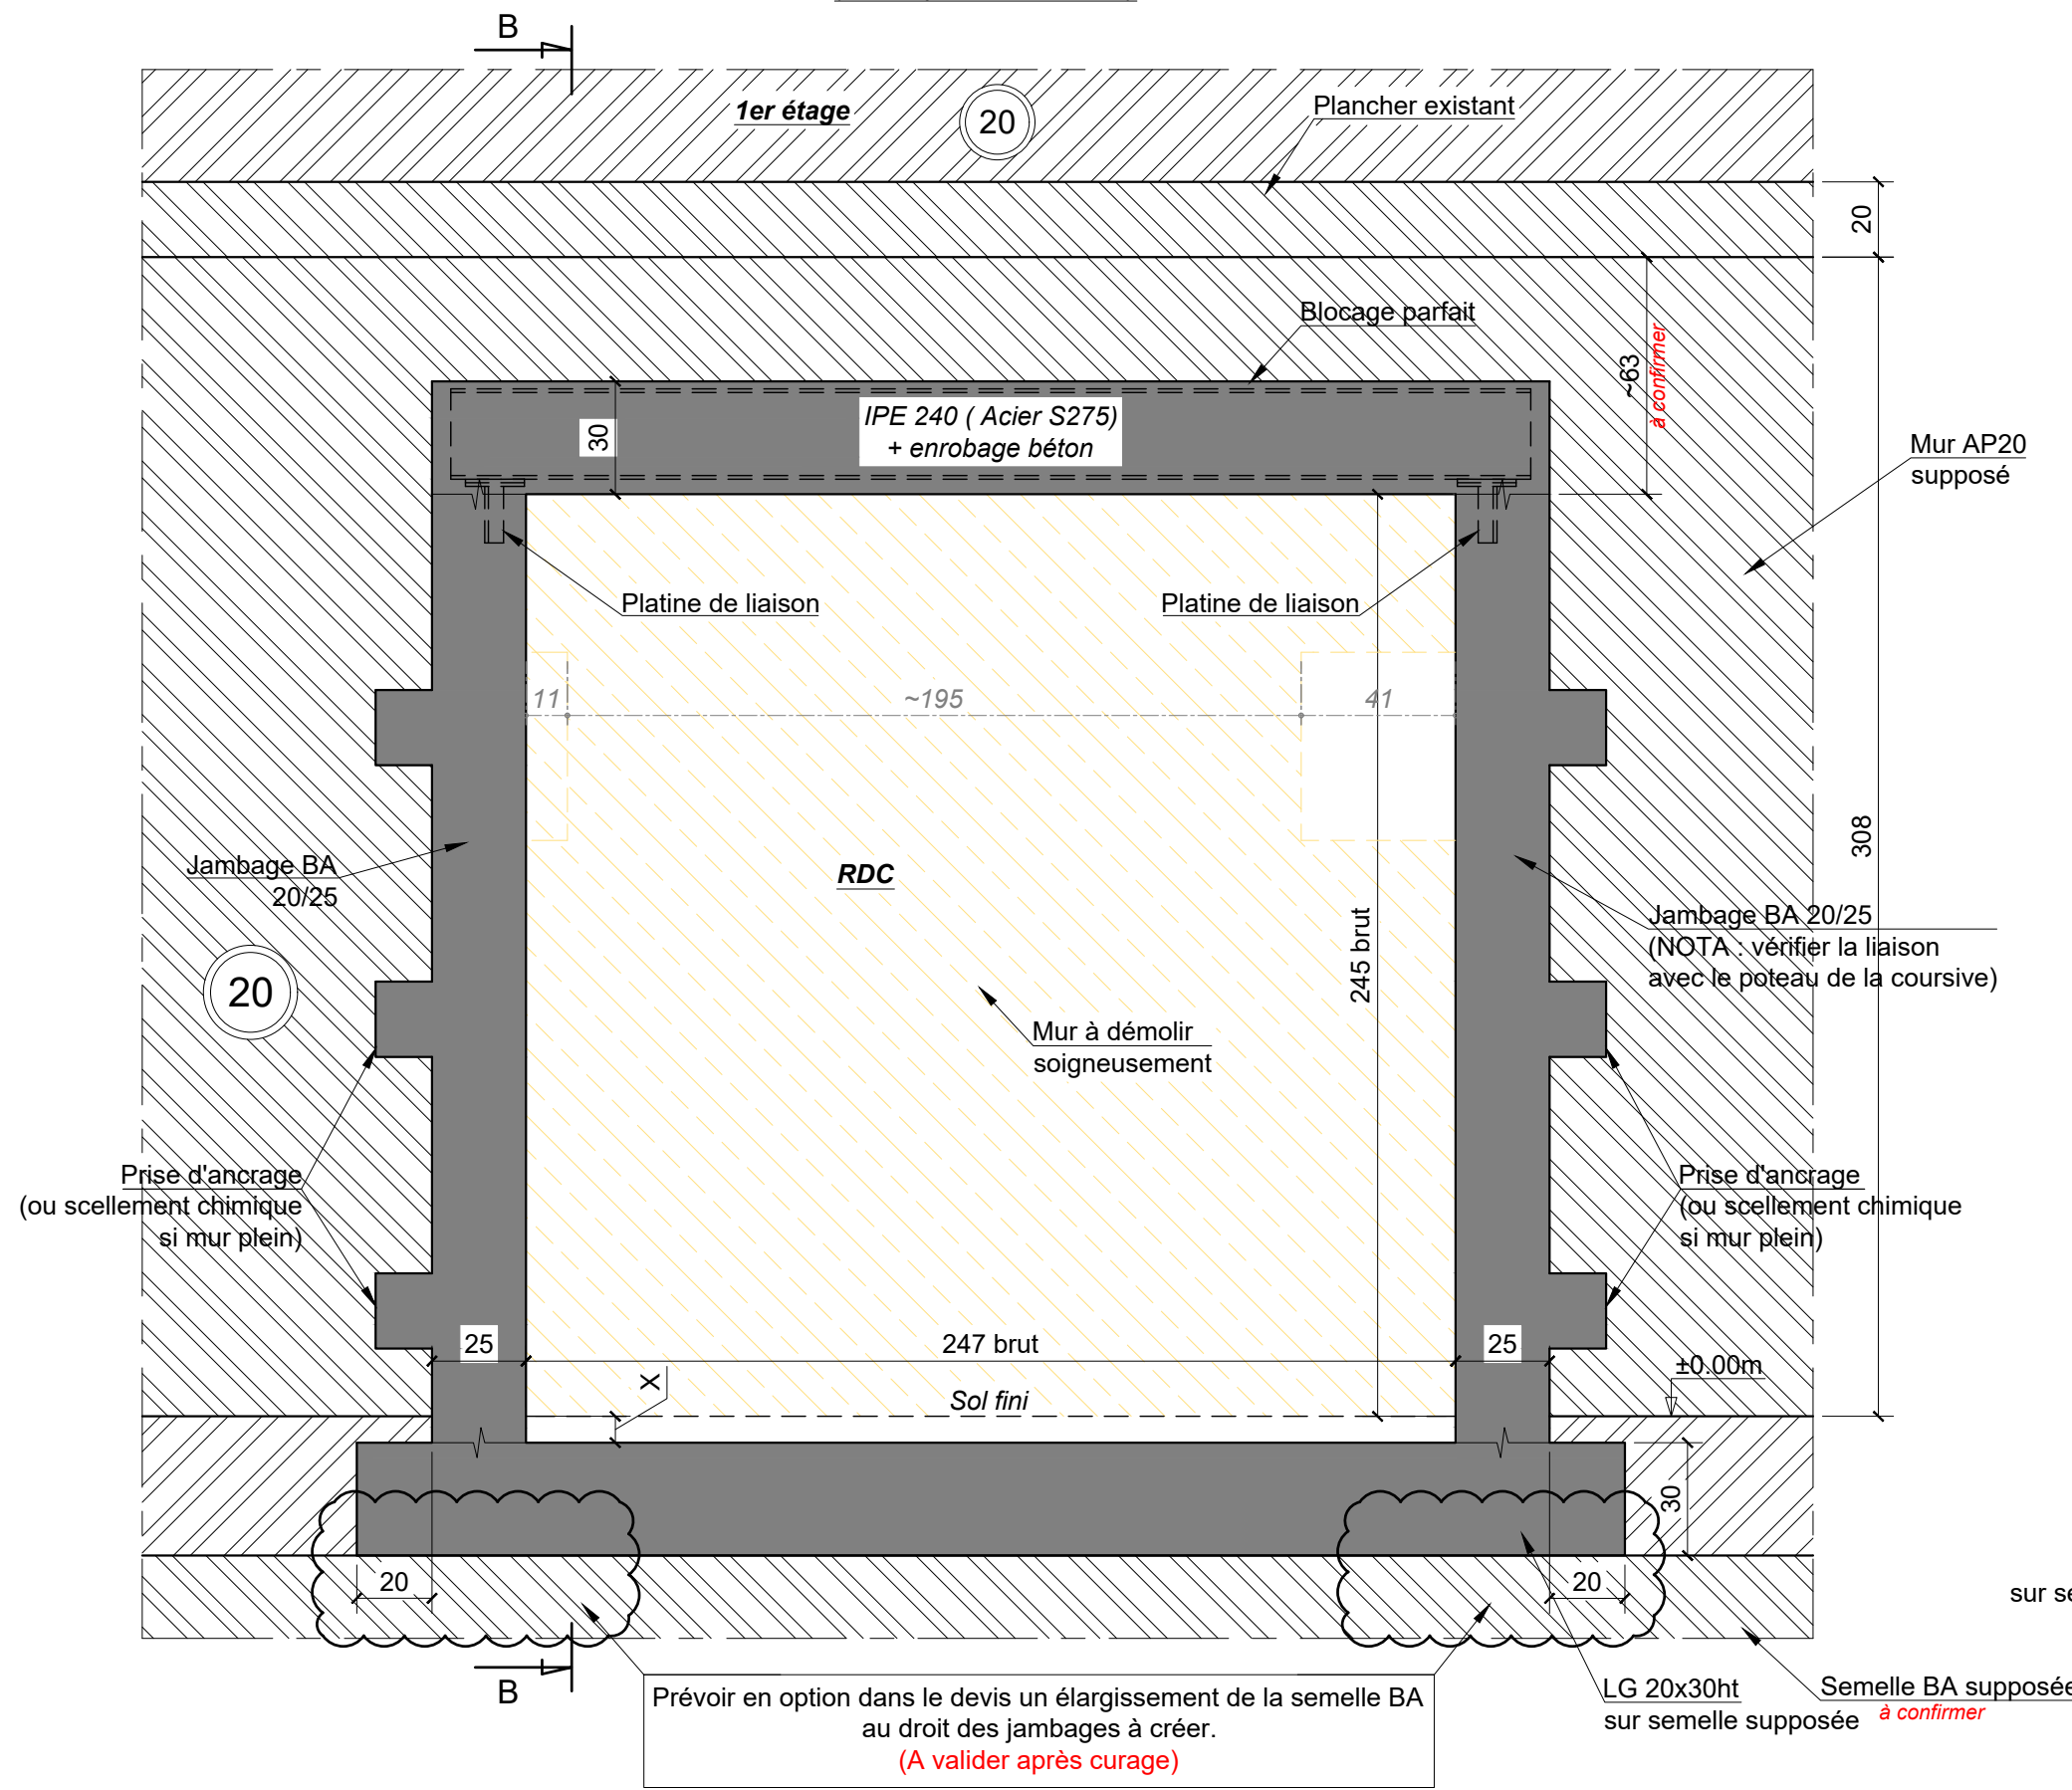 B
1er étage
20
Plancher existant
20
Blocage parfait
~63
à confirmer
30
IPE 240 ( Acier S275)
+ enrobage béton
Mur AP20
supposé
Platine de liaison
Platine de liaison
11
~195
41
308
Jambage BA
20/25
RDC
245 brut
Jambage BA 20/25
(NOTA : vérifier la liaison
avec le poteau de la coursive)
20
Mur à démolir
soigneusement
Prise d'ancrage
(ou scellement chimique
si mur plein)
Prise d'ancrage
(ou scellement chimique
si mur plein)
25
247 brut
25
±0.00m
X
Sol fini
30
20
20
sur se
B
Prévoir en option dans le devis un élargissement de la semelle BA
au droit des jambages à créer.
(A valider après curage)
LG 20x30ht
sur semelle supposée
Semelle BA supposée
à confirmer